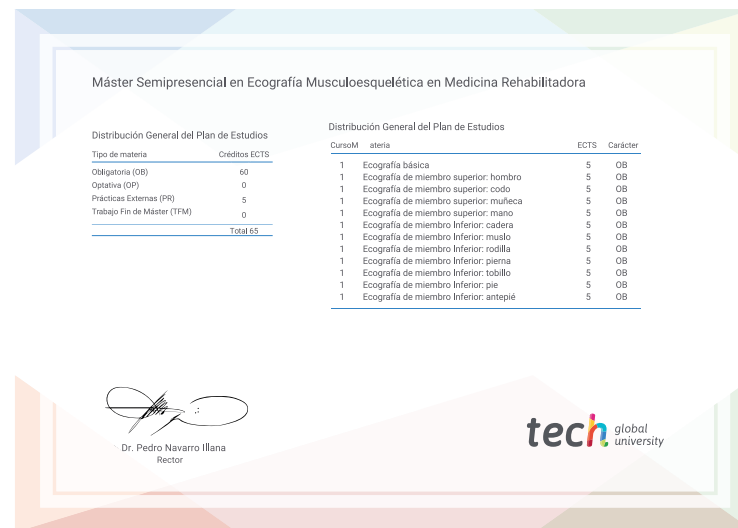 Máster Semipresencial en Ecografía Musculoesquelética en Medicina Rehabilitadora
Distribución General del Plan de Estudios
Tipo de materia Créditos ECTS
Obligatoria (OB) 60
Optativa (OP) 0
Prácticas Externas (PR) 5
Trabajo Fin de Máster (TFM) 0
Total 65
Distribución General del Plan de Estudios
CursoM ateria ECTS Carácter
1 Ecografía básica 5 OB
1 Ecografía de miembro superior: hombro 5 OB
1 Ecografía de miembro superior: codo 5 OB
1 Ecografía de miembro superior: muñeca 5 OB
1 Ecografía de miembro superior: mano 5 OB
1 Ecografía de miembro Inferior: cadera 5 OB
1 Ecografía de miembro Inferior: muslo 5 OB
1 Ecografía de miembro Inferior: rodilla 5 OB
1 Ecografía de miembro Inferior: pierna 5 OB
1 Ecografía de miembro Inferior: tobillo 5 OB
1 Ecografía de miembro Inferior: pie 5 OB
1 Ecografía de miembro Inferior: antepié 5 OB
Dr. Pedro Navarro Illana
Rector
tech global
university